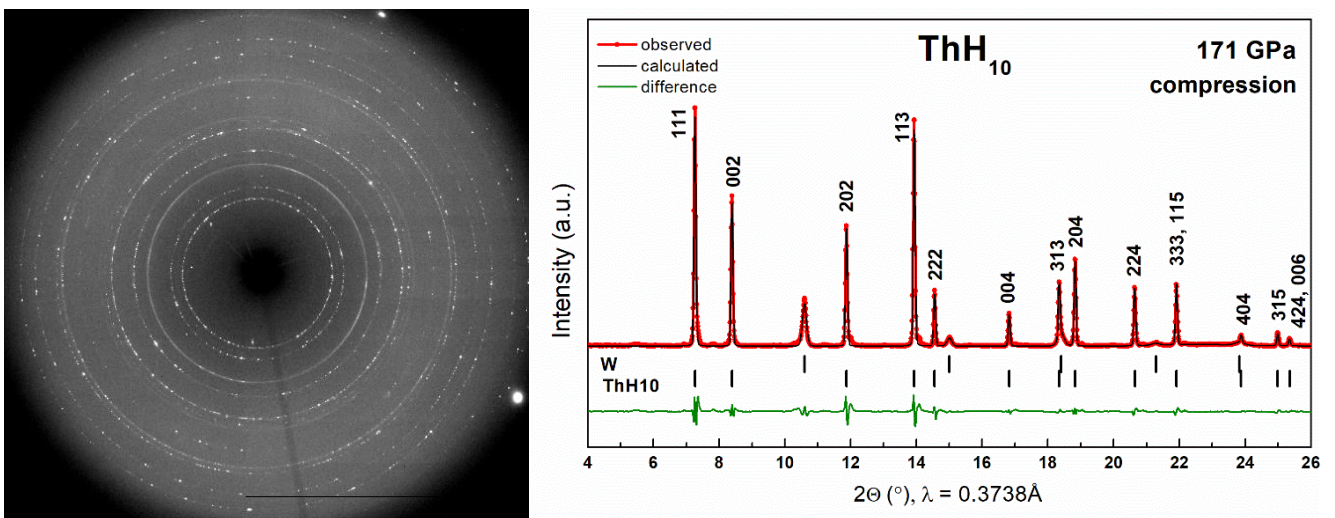 observed
calculated
difference
ThH10
171 GPa
compression
Intensity (a.u.)
111
002
202
113
222
004
313
204
224
333, 115
404
315
424, 006
W
ThH10
4 6 8 10 12 14 16 18 20 22 24 26
2Θ (°), λ = 0.3738Å